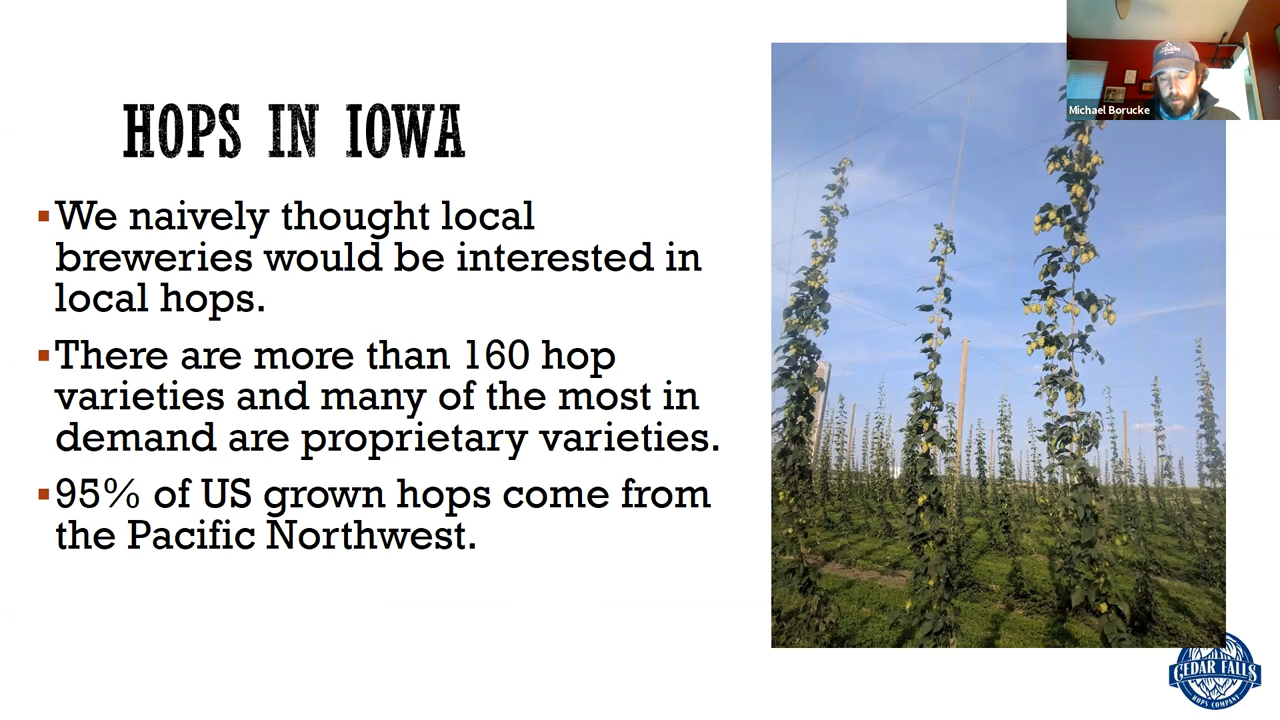 Michael Borucke
HOPS IN IOWA
We naively thought local
breweries would be interested in
local hops.
There are more than 160 hop
varieties and many of the most in
demand are proprietary varieties.
95% of US grown hops come from
the Pacific Northwest.
CEDAR FALLS
HOPS COMPANY